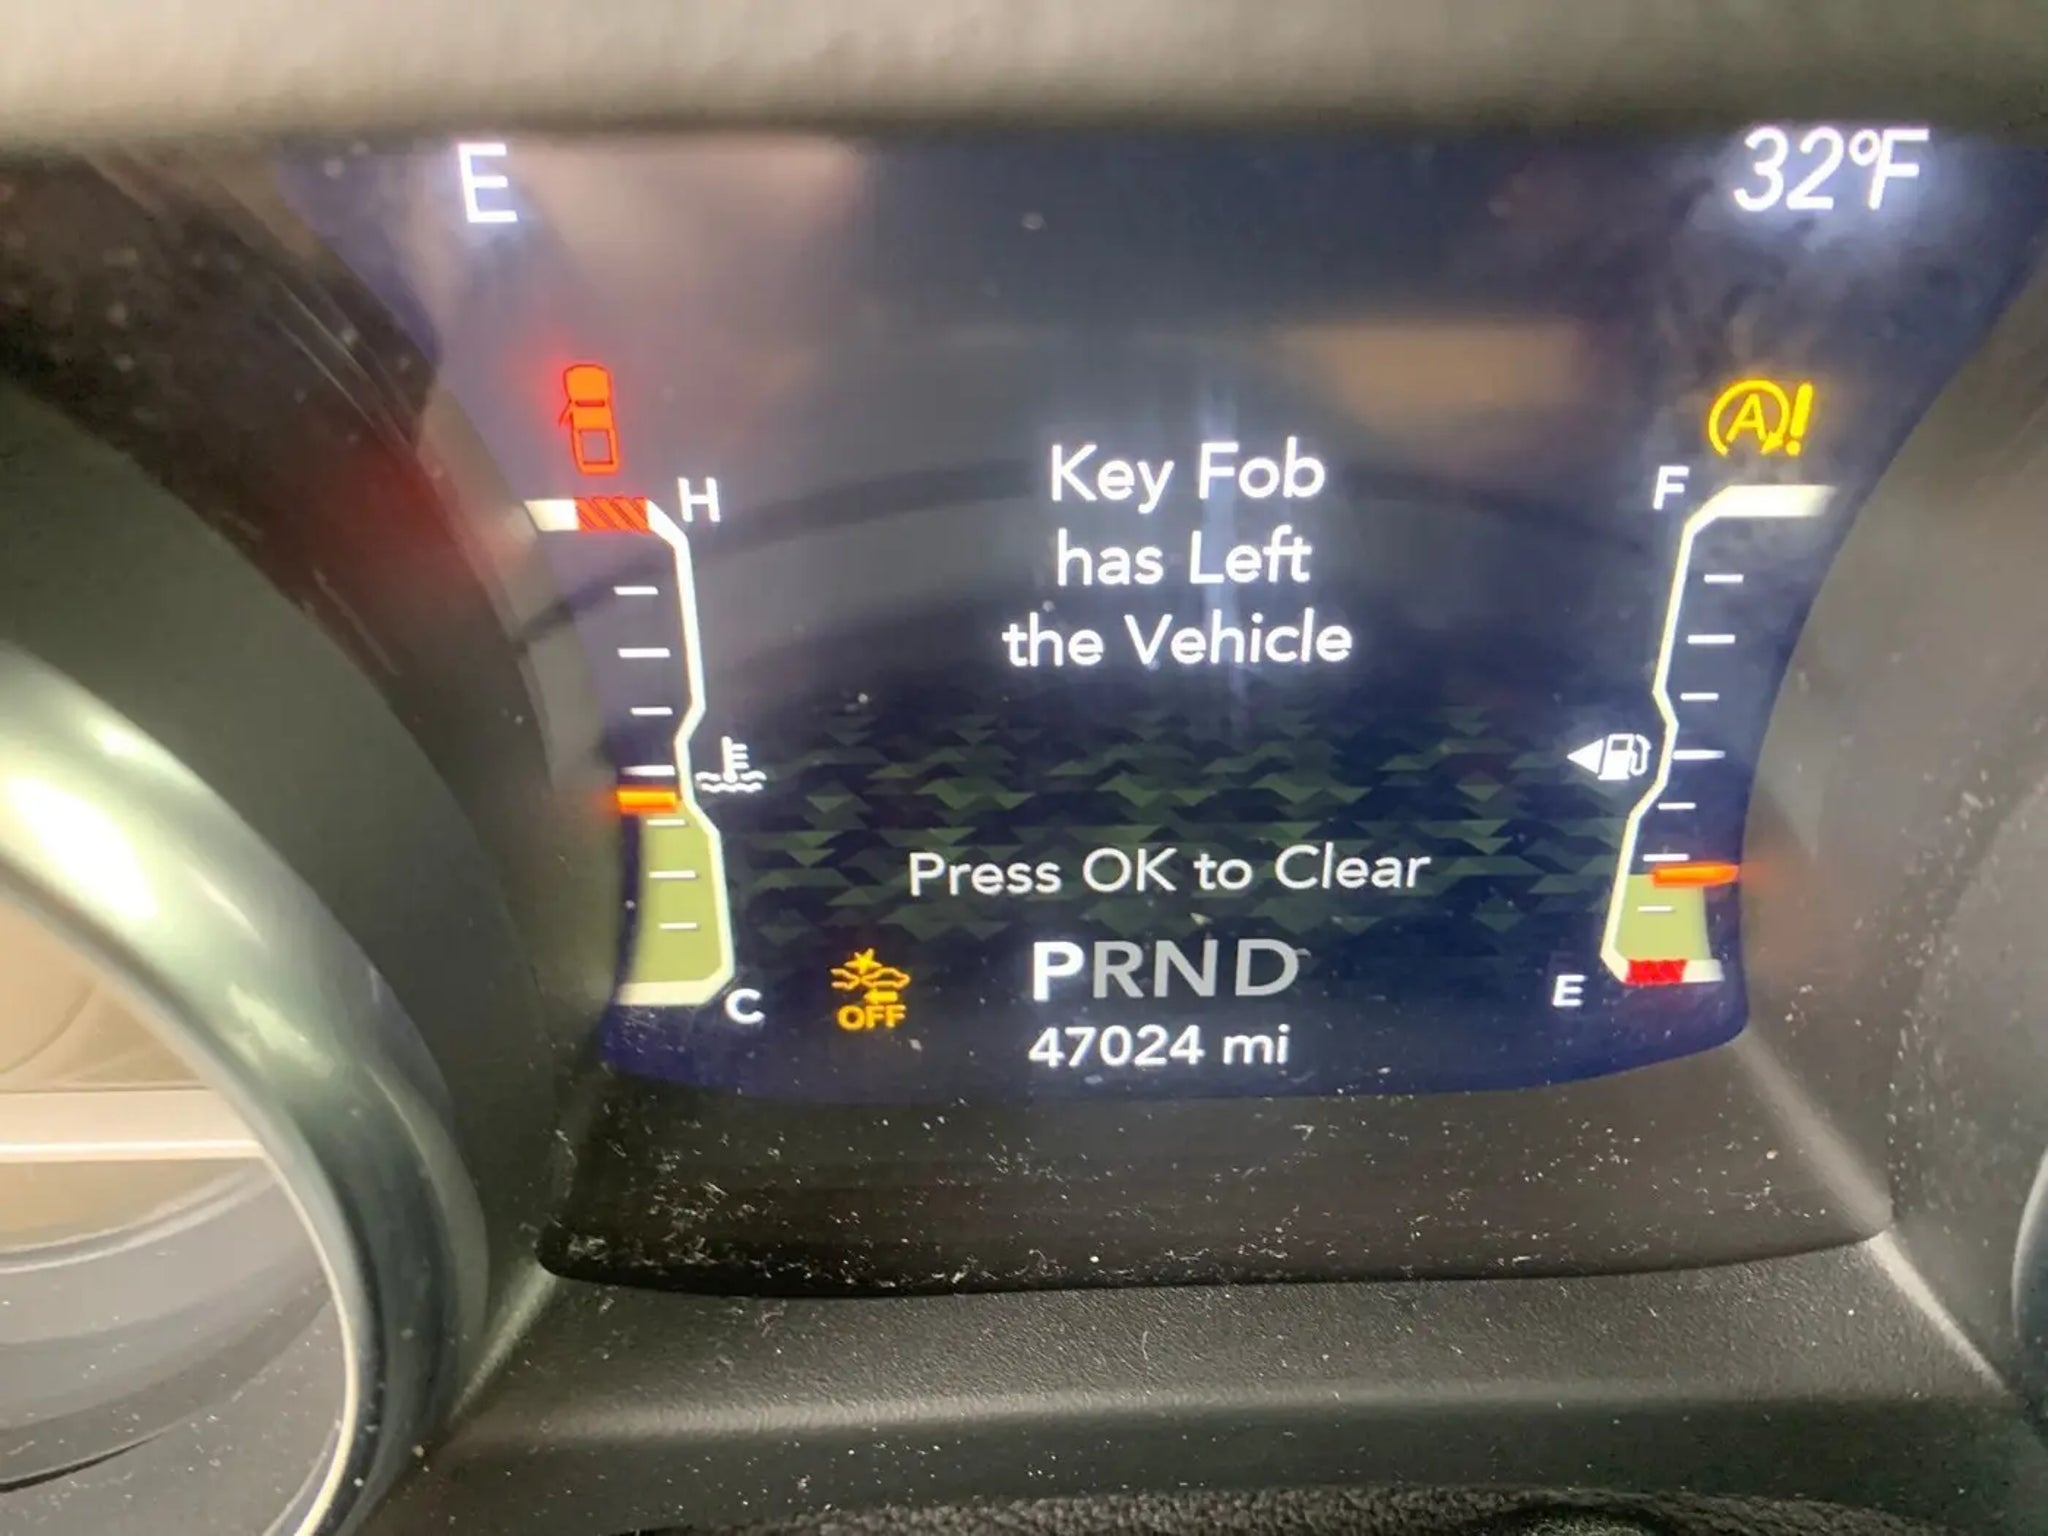 E
32°F
A!
H
F
Key Fob
has Left
the Vehicle
Press OK to Clear
PRND
C
OFF
E
47024 mi